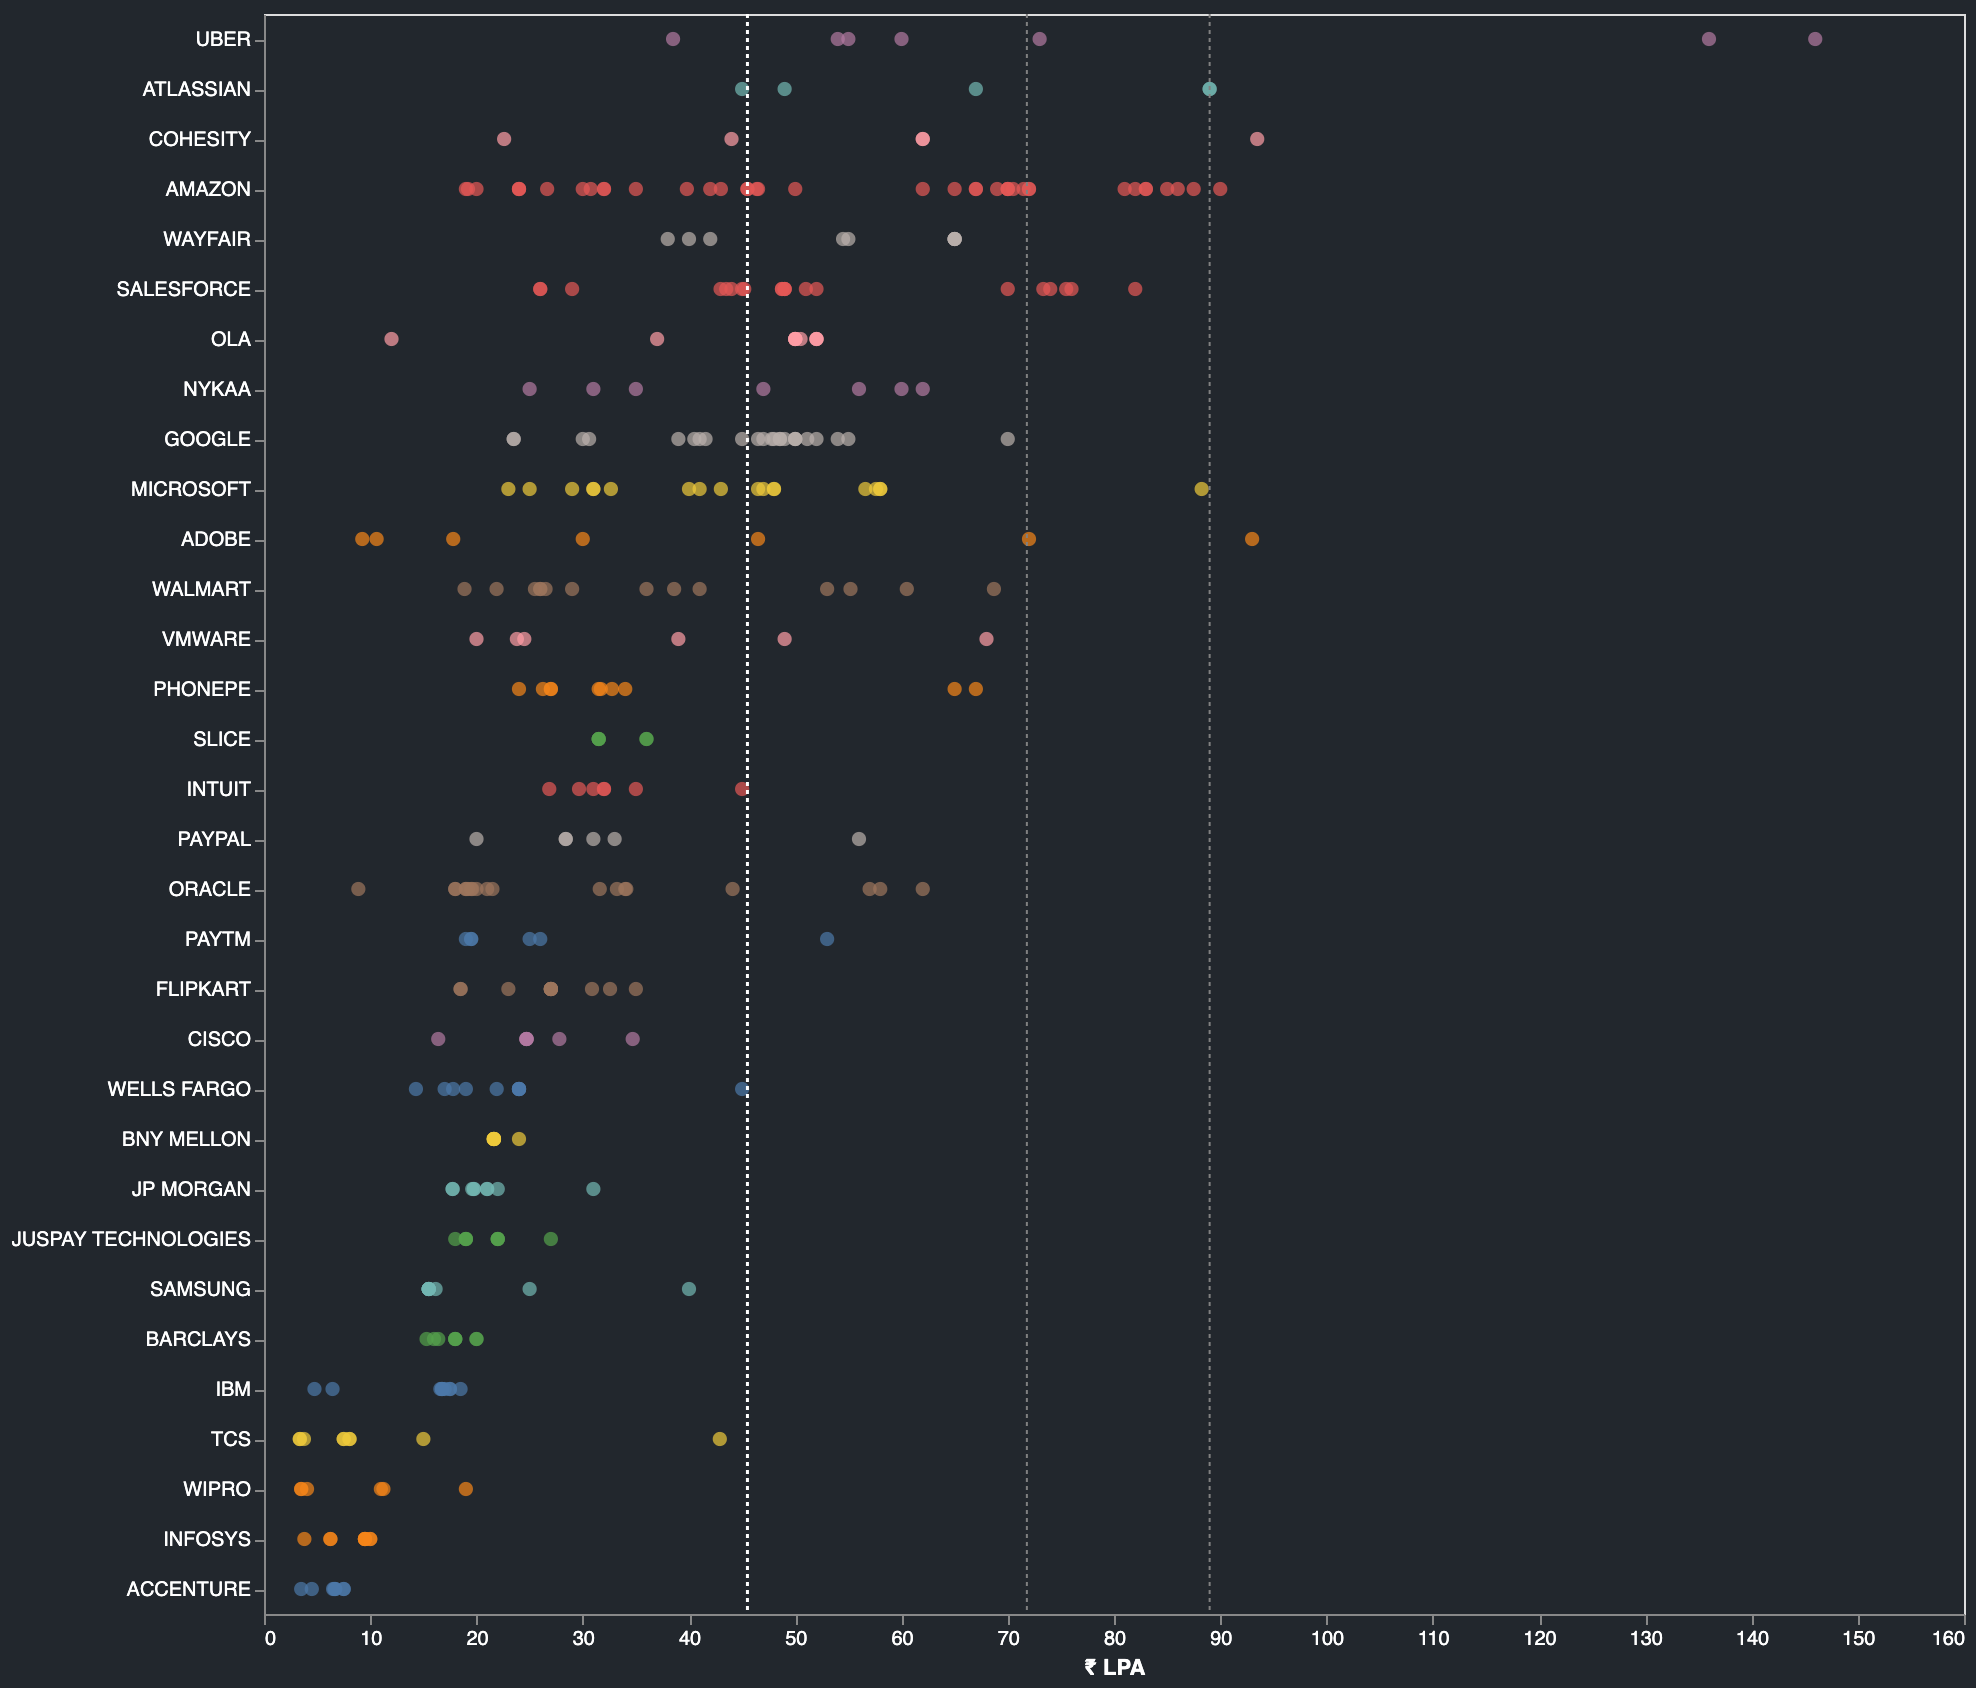 UBER
ATLASSIAN
COHESITY
AMAZON
WAYFAIR
SALESFORCE
OLA
NYKAA
GOOGLE
MICROSOFT
ADOBE
WALMART
VMWARE
PHONEPE
SLICE
INTUIT
PAYPAL
ORACLE
PAYTM
FLIPKART
CISCO
WELLS FARGO
BNY MELLON
JP MORGAN
JUSPAY TECHNOLOGIES
SAMSUNG
BARCLAYS
IBM
TCS
WIPRO
INFOSYS
ACCENTURE
0 10 20 30 40 50 60 70 80 90 100 110 120 130 140 150 160
₹ LPA